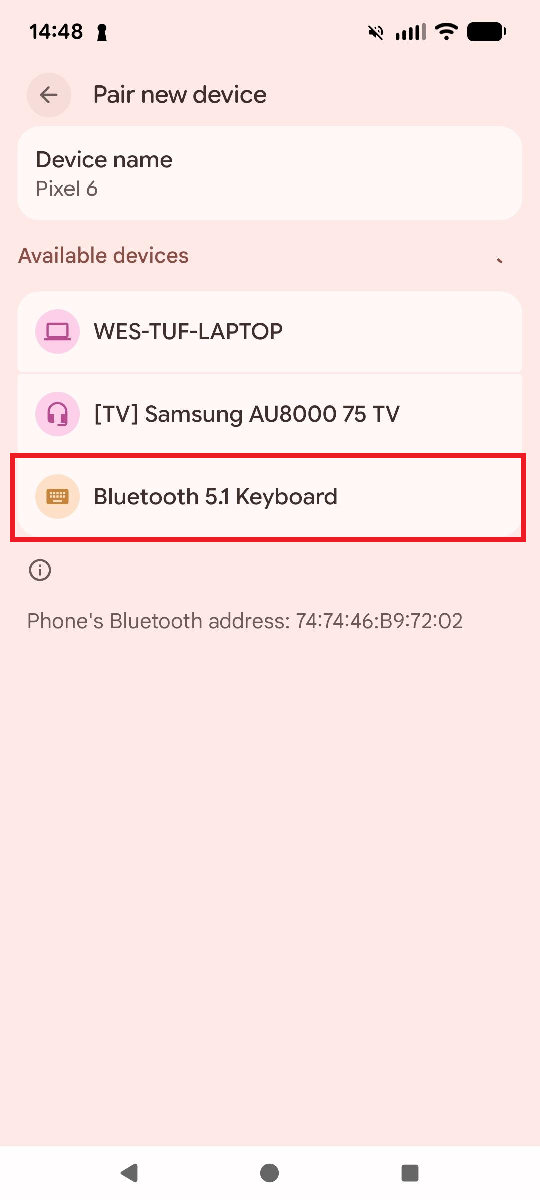 14:48
Pair new device
Device name
Pixel 6
Available devices
WES-TUF-LAPTOP
[TV] Samsung AU8000 75 TV
Bluetooth 5.1 Keyboard
Phone's Bluetooth address: 74:74:46:B9:72:02